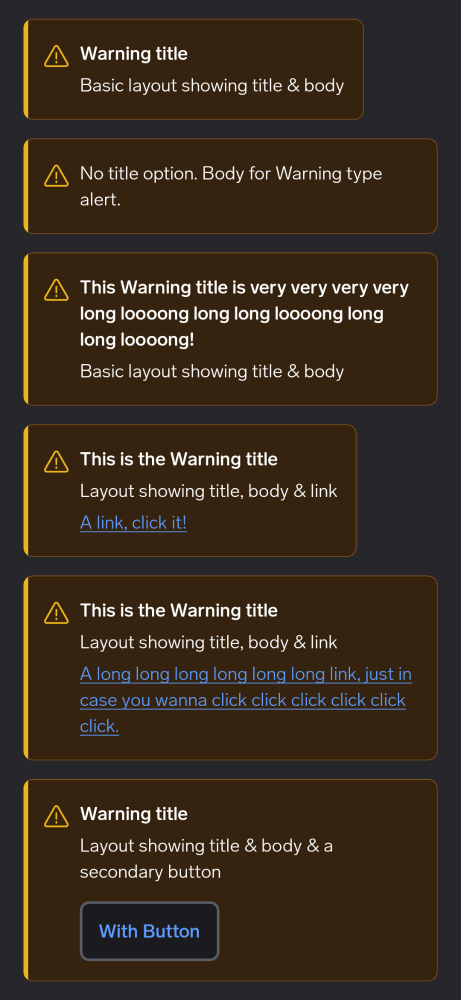 Warning title
Basic layout showing title & body
No title option. Body for Warning type
alert.
This Warning title is very very very very
long loooong long long loooong long
long loooong!
Basic layout showing title & body
This is the Warning title
Layout showing title, body & link
A link, click it!
This is the Warning title
Layout showing title, body & link
A long long long long long long link, just in
case you wanna click click click click click
click.
Warning title
Layout showing title & body & a
secondary button
With Button